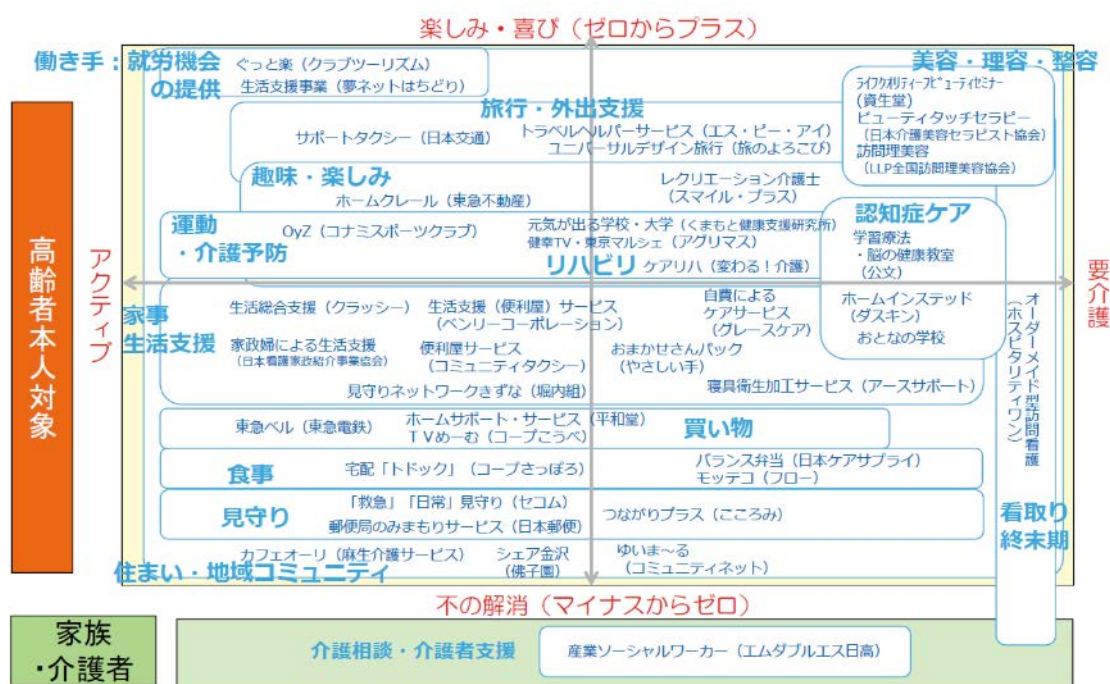 楽しみ・喜び（ゼロからプラス）
働き手：就労機会
の提供
ぐっと楽（クラブツーリズム）
生活支援事業（夢ネットはちどり）
美容・理容・整容
ライフクオリティービューティセミナー
（資生堂）
ビューティタッチセラピー
（日本介護美容セラピスト協会）
訪問理美容
（LLP全国訪問理美容協会）
旅行・外出支援
サポートタクシー（日本交通）
トラベルヘルパーサービス（エス・ピー・アイ）
ユニバーサルデザイン旅行（旅のよろこび）
趣味・楽しみ
ホームクレール（東急不動産）
レクリエーション介護士
（スマイル・プラス）
運動
・介護予防
OyZ（コナミスポーツクラブ）
元気が出る学校・大学（くまもと健康支援研究所）
健幸TV・東京マルシェ（アグリマス）
リハビリ
ケアリハ（変わる！介護）
認知症ケア
学習療法
・脳の健康教室
（公文）
ホームインステッド
（ダスキン）
おとなの学校
高齢者本人対象
アクティブ
要介護
家事
生活支援
生活総合支援（クラッシー）
生活支援（便利屋）サービス
（ベンリーコーポレーション）
自費による
ケアサービス
（グレースケア）
家政婦による生活支援
（日本看護家政紹介事業協会）
便利屋サービス
（コミュニティタクシー）
おまかせさんパック
（やさしい手）
見守りネットワークきずな（堀内組）
寝具衛生加工サービス（アースサポート）
オーダーメイド型訪問看護
（ホスピタリティワン）
東急ベル（東急電鉄）
ホームサポート・サービス（平和堂）
ＴＶめーむ（コープこうべ）
買い物
食事
宅配「トドック」（コープさっぽろ）
バランス弁当（日本ケアサプライ）
モッテコ（フロー）
見守り
「救急」「日常」見守り（セコム）
郵便局のみまもりサービス（日本郵便）
つながりプラス（こころみ）
看取り
終末期
カフェオーリ（麻生介護サービス）
シェア金沢
（佛子園）
ゆいま～る
（コミュニティネット）
住まい・地域コミュニティ
不の解消（マイナスからゼロ）
家族
・介護者
介護相談・介護者支援
産業ソーシャルワーカー（エムダブルエス日高）